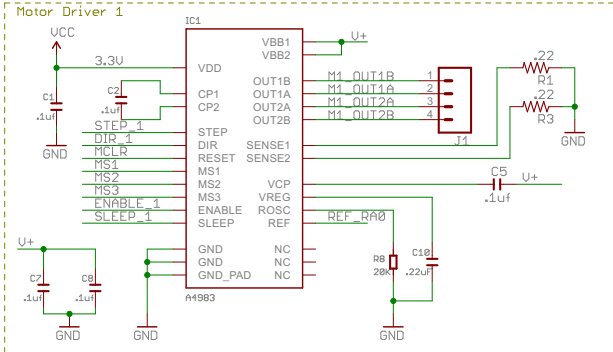 Motor Driver 1
IC1
VCC
3.3V
VDD
VBB1
VBB2
V+
C1
.1uf
GND
C2
.1uf
CP1
CP2
OUT1B
OUT1A
OUT2A
OUT2B
M1_OUT1B
M1_OUT1A
M1_OUT2A
M1_OUT2B
1
2
3
4
J1
.22
R1
.22
R3
GND
STEP_1
DIR_1
MCLR
MS1
MS2
MS3
ENABLE_1
SLEEP_1
STEP
DIR
RESET
MS1
MS2
MS3
ENABLE
SLEEP
SENSE1
SENSE2
VCP
VREG
ROSC
REF
REF_RA0
C5
.1uf
V+
V+
C7
.1uf
C8
.1uf
GND
GND
GND
GND_PAD
GND
NC
NC
NC
A4983
R8
20K
C10
.22uF
GND